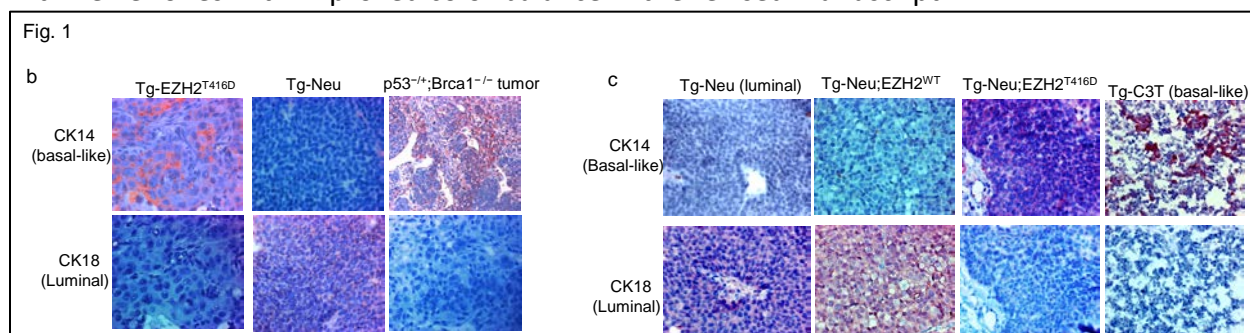 Fig. 1
b
Tg-EZH2ᵀ⁴¹⁶ᴰ
Tg-Neu
p53⁻/⁺;Brca1⁻/⁻ tumor
CK14
(basal-like)
CK18
(Luminal)
c
Tg-Neu (luminal)
Tg-Neu;EZH2ᵂᵀ
Tg-Neu;EZH2ᵀ⁴¹⁶ᴰ
Tg-C3T (basal-like)
CK14
(Basal-like)
CK18
(Luminal)